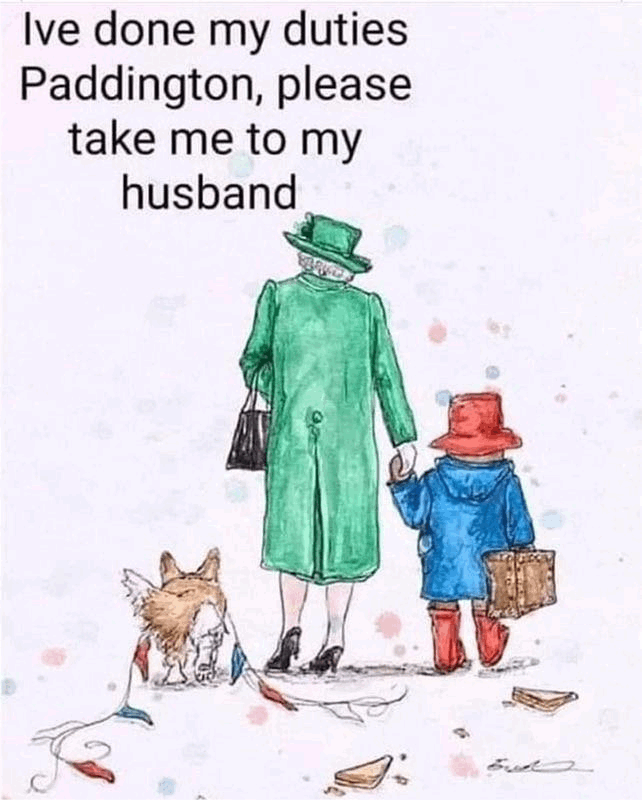 Ive done my duties
Paddington, please
take me to my
husband